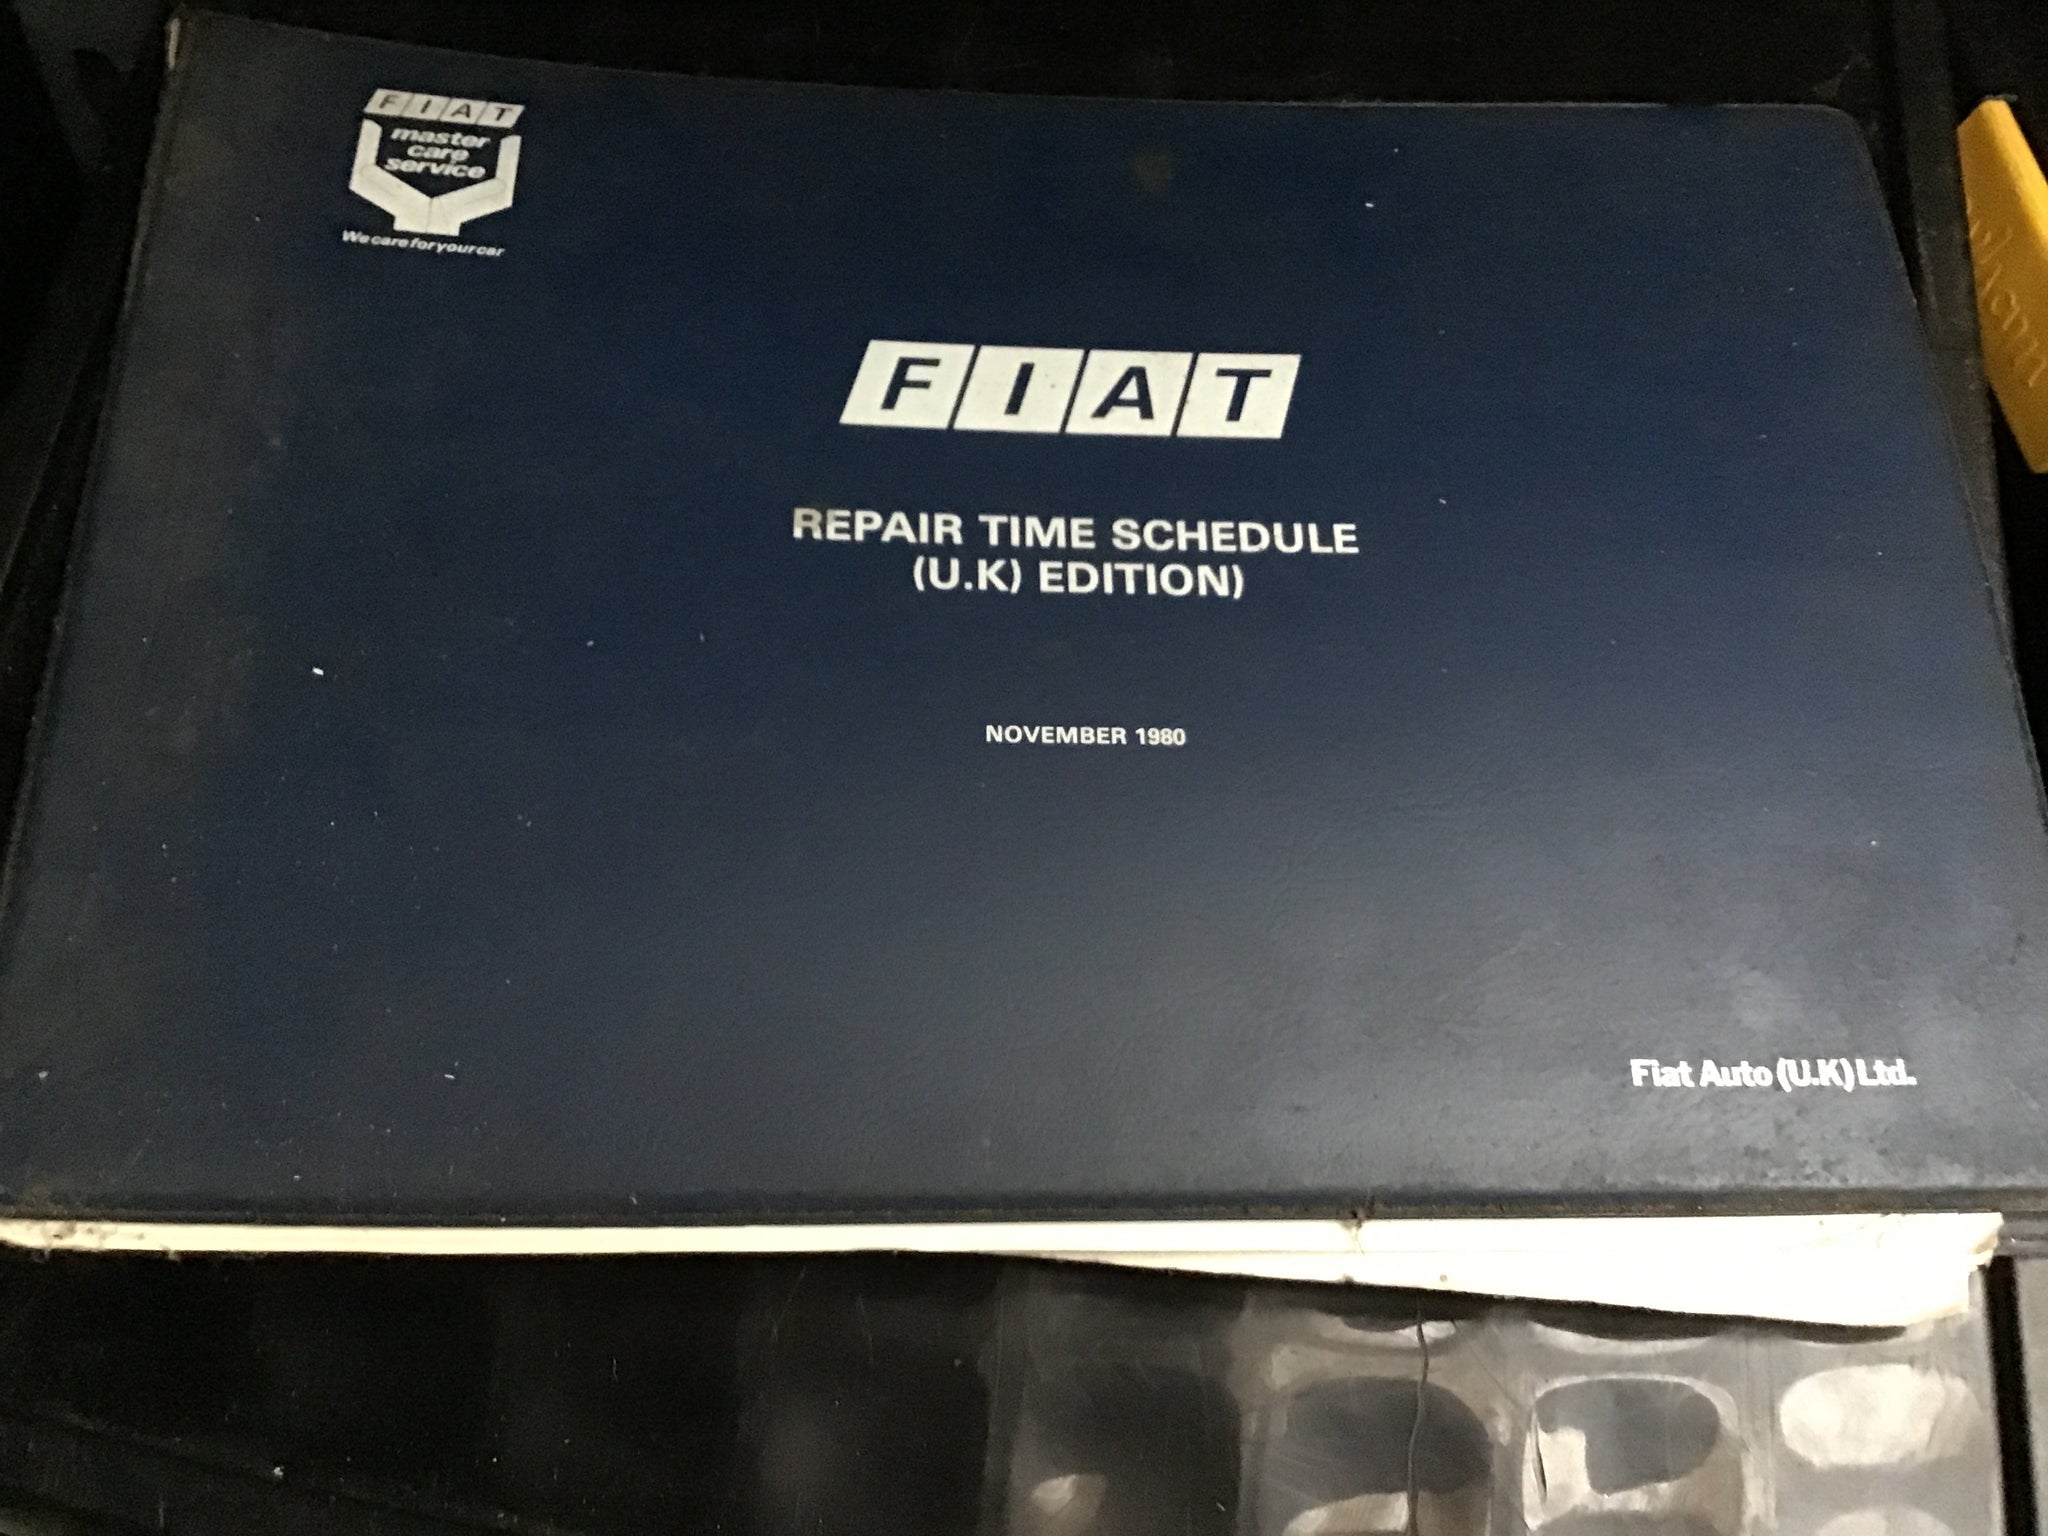 FIAT
master
care
service
We care for your car
FIAT
REPAIR TIME SCHEDULE
(U.K) EDITION)
NOVEMBER 1980
Fiat Auto (U.K) Ltd.